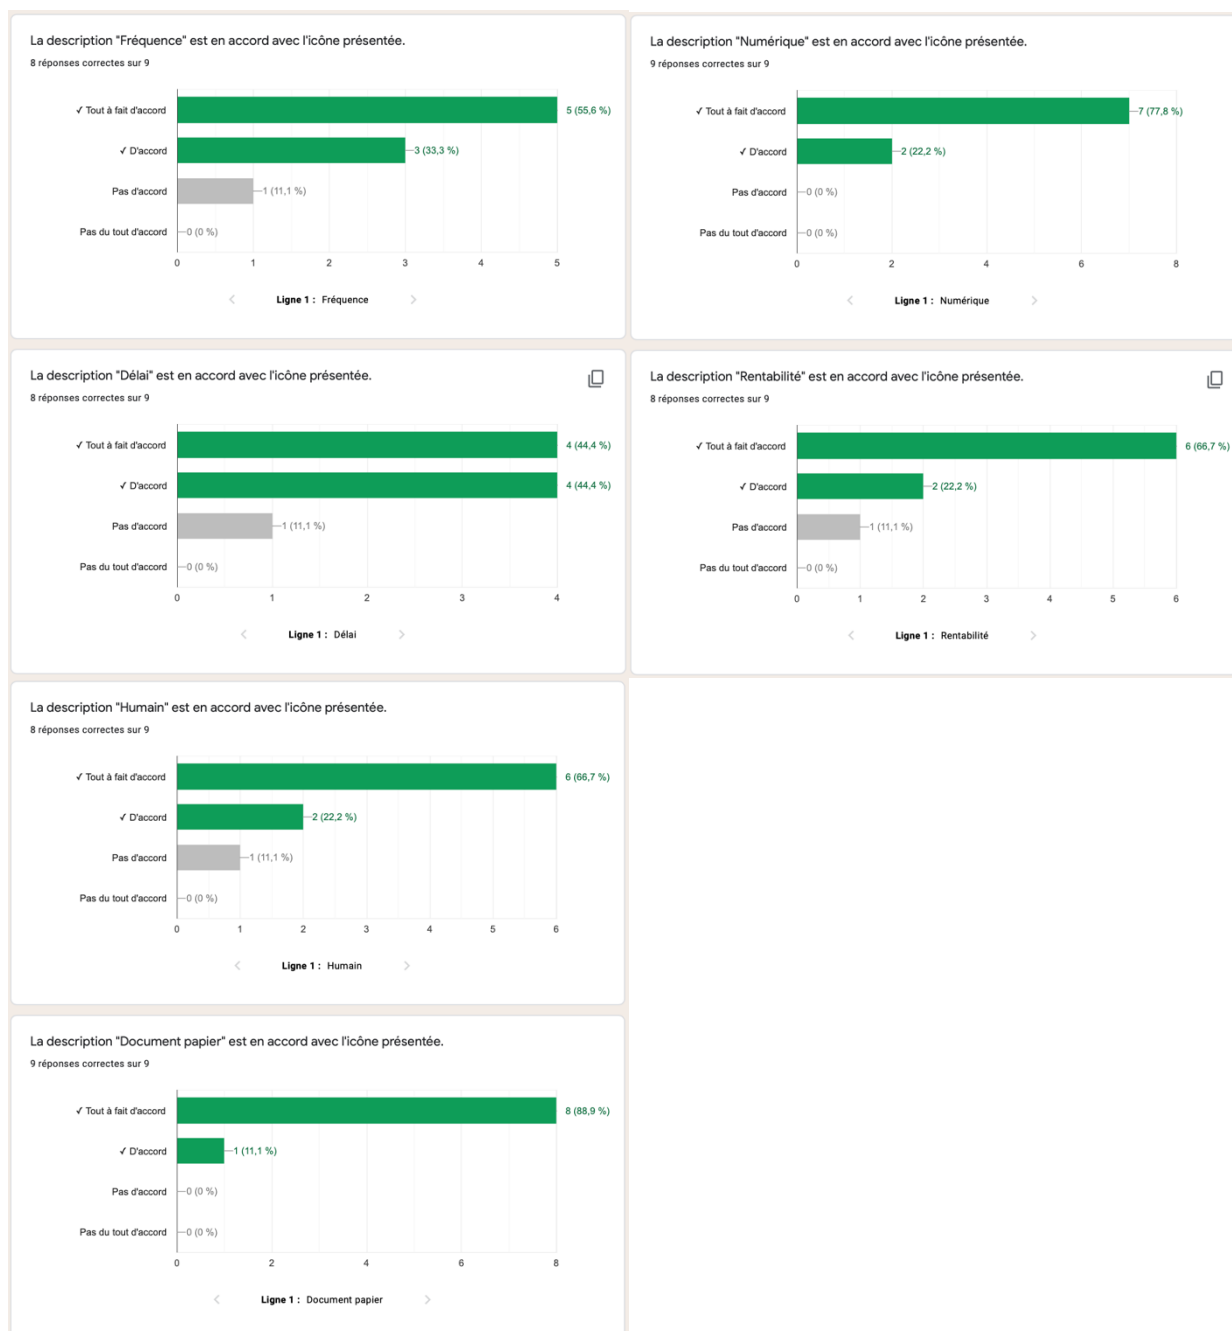 La description "Fréquence" est en accord avec l'icône présentée.
8 réponses correctes sur 9
✓ Tout à fait d'accord
5 (55,6 %)
✓ D'accord
3 (33,3 %)
Pas d'accord
1 (11,1 %)
Pas du tout d'accord
0 (0 %)
0 1 2 3 4 5
Ligne 1 : Fréquence
La description "Numérique" est en accord avec l'icône présentée.
9 réponses correctes sur 9
✓ Tout à fait d'accord
7 (77,8 %)
✓ D'accord
2 (22,2 %)
Pas d'accord
0 (0 %)
Pas du tout d'accord
0 (0 %)
0 2 4 6 8
Ligne 1 : Numérique
La description "Délai" est en accord avec l'icône présentée.
8 réponses correctes sur 9
✓ Tout à fait d'accord
4 (44,4 %)
✓ D'accord
4 (44,4 %)
Pas d'accord
1 (11,1 %)
Pas du tout d'accord
0 (0 %)
0 1 2 3 4
Ligne 1 : Délai
La description "Rentabilité" est en accord avec l'icône présentée.
8 réponses correctes sur 9
✓ Tout à fait d'accord
6 (66,7 %)
✓ D'accord
2 (22,2 %)
Pas d'accord
1 (11,1 %)
Pas du tout d'accord
0 (0 %)
0 1 2 3 4 5 6
Ligne 1 : Rentabilité
La description "Humain" est en accord avec l'icône présentée.
8 réponses correctes sur 9
✓ Tout à fait d'accord
6 (66,7 %)
✓ D'accord
2 (22,2 %)
Pas d'accord
1 (11,1 %)
Pas du tout d'accord
0 (0 %)
0 1 2 3 4 5 6
Ligne 1 : Humain
La description "Document papier" est en accord avec l'icône présentée.
9 réponses correctes sur 9
✓ Tout à fait d'accord
8 (88,9 %)
✓ D'accord
1 (11,1 %)
Pas d'accord
0 (0 %)
Pas du tout d'accord
0 (0 %)
0 2 4 6 8
Ligne 1 : Document papier